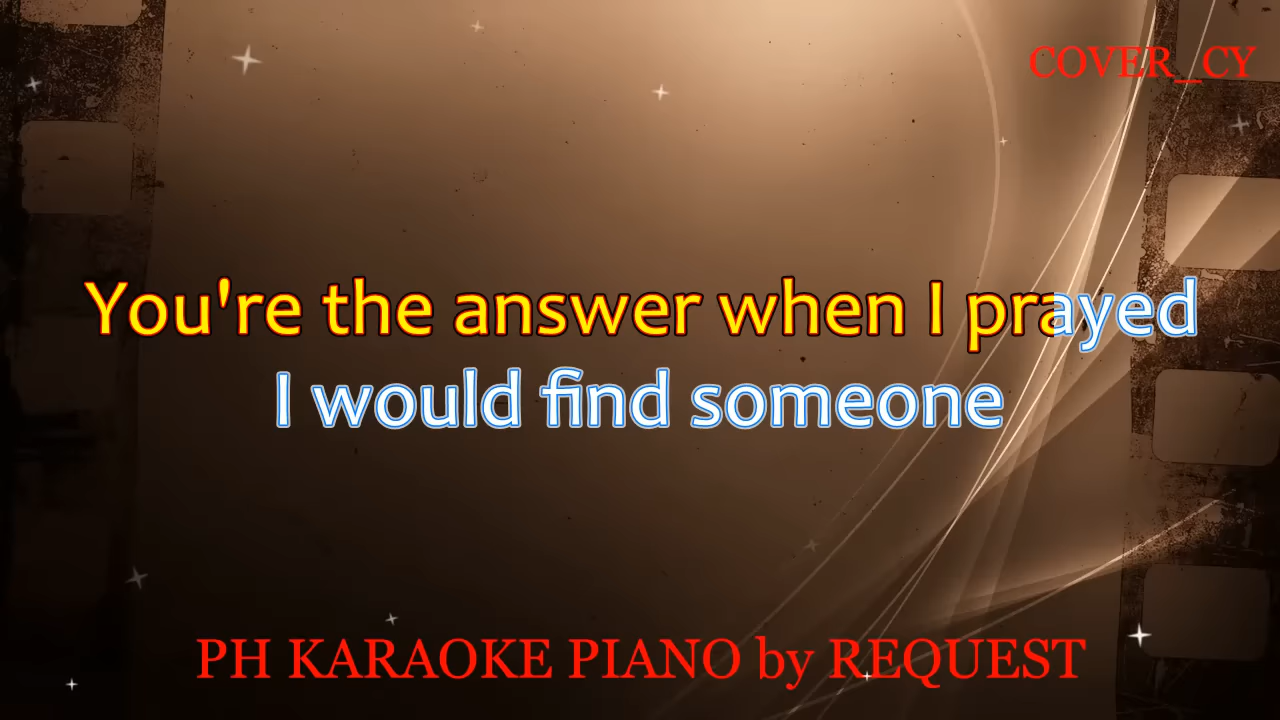 COVER_CY
You're the answer when I prayed
I would find someone
PH KARAOKE PIANO by REQUEST